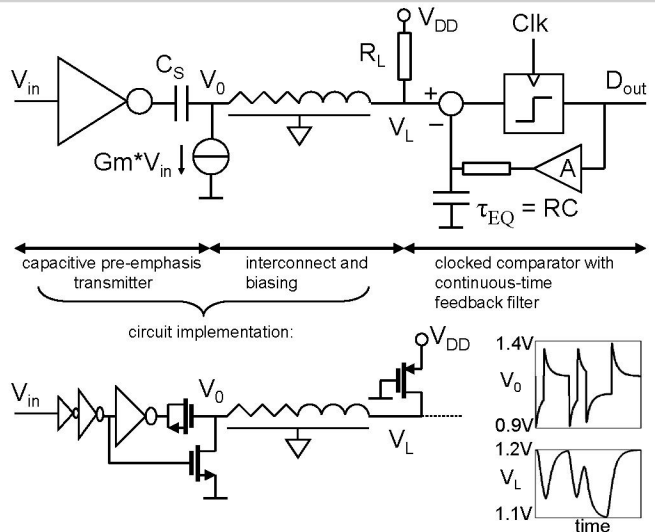 V_DD
Clk
R_L
C_S
V_in
V_0
D_out
+
−
V_L
Gm*V_in
A
τ_EQ = RC
capacitive pre-emphasis
transmitter
interconnect and
biasing
clocked comparator with
continuous-time
feedback filter
circuit implementation:
V_DD
1.4V
V_0
0.9V
V_in
V_0
V_L
1.2V
V_L
1.1V
time